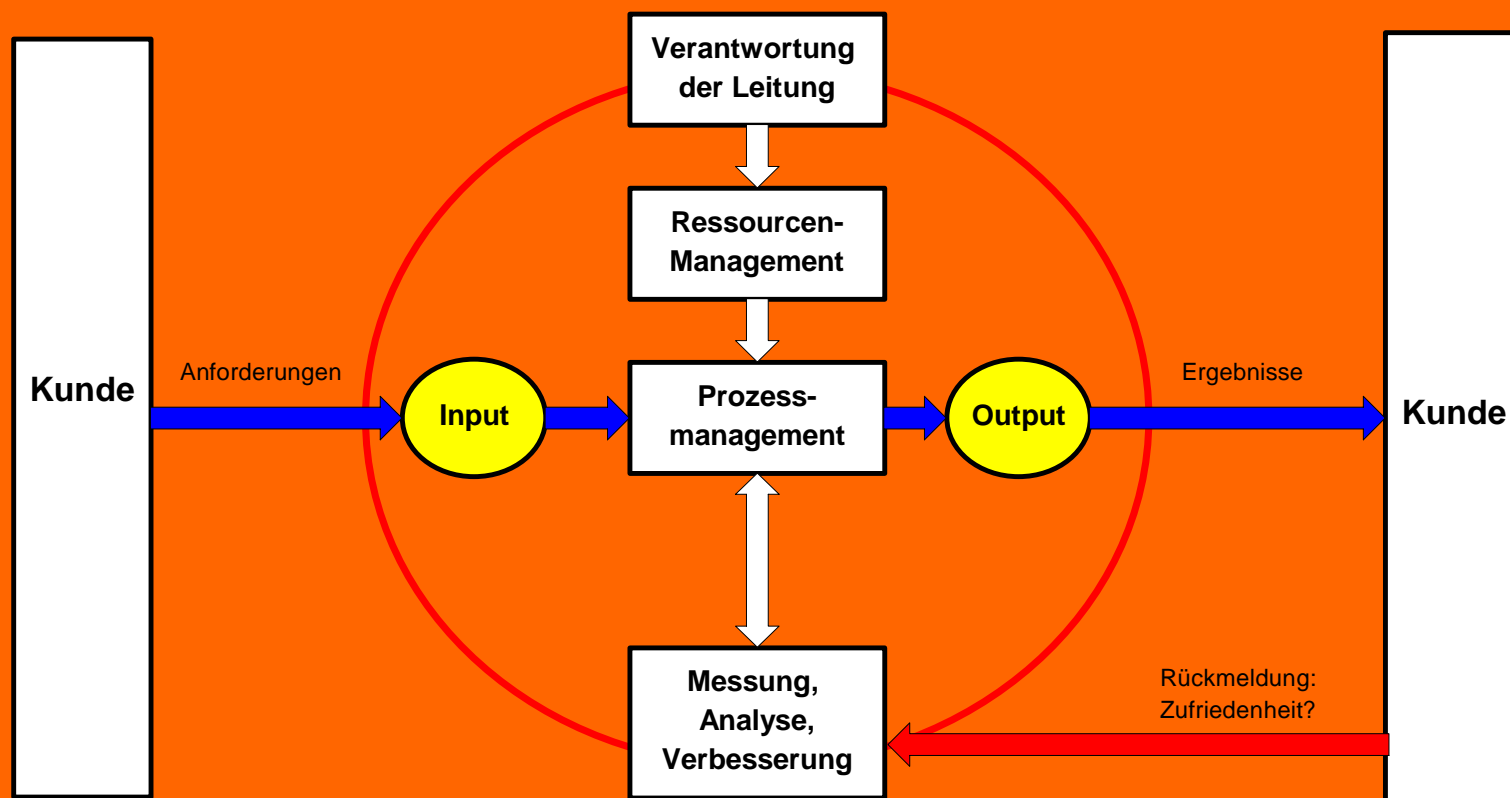 Verantwortung
der Leitung
Ressourcen-
Management
Kunde
Anforderungen
Input
Prozess-
management
Output
Ergebnisse
Kunde
Messung,
Analyse,
Verbesserung
Rückmeldung:
Zufriedenheit?